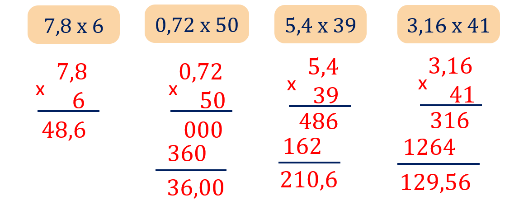 7,8 x 6
7,8
x
6
48,6
0,72 x 50
0,72
x
50
000
360
36,00
5,4 x 39
5,4
x
39
486
162
210,6
3,16 x 41
3,16
x
41
316
1264
129,56